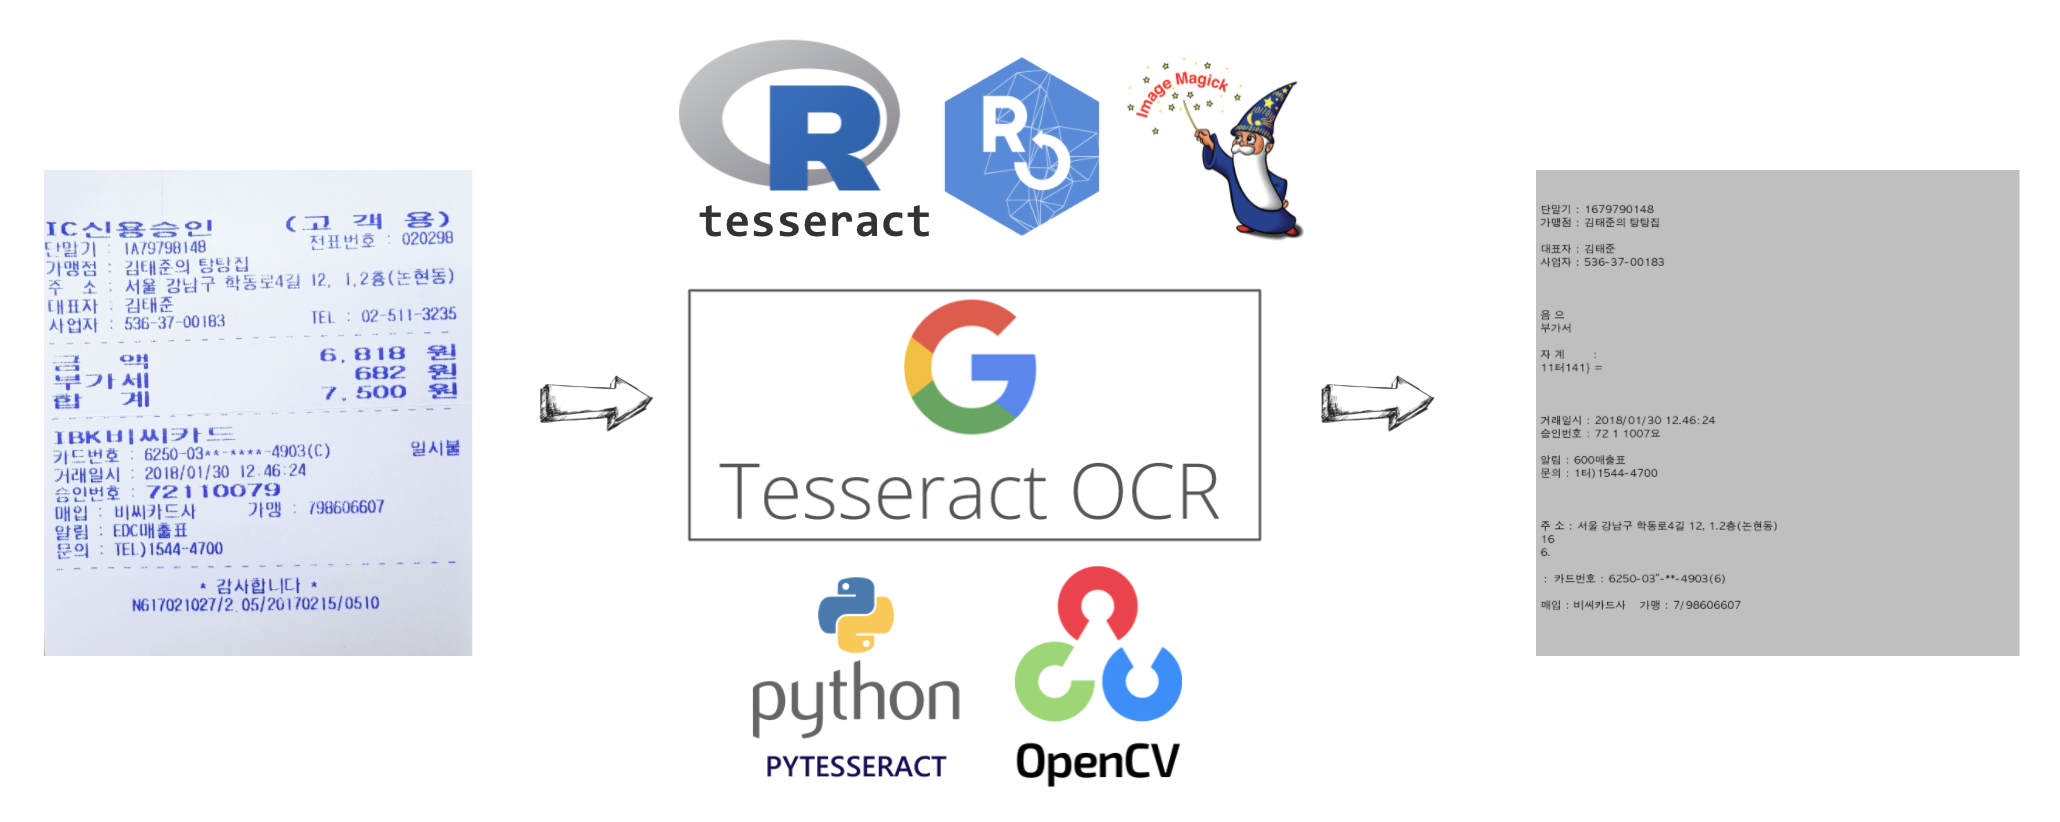 IC신용승인 (고 객 용)
단말기 : 1A79798148 전표번호 : 020298
가맹점 : 김태준의 탕탕집
주 소 : 서울 강남구 학동로4길 12, 1,2층(논현동)
대표자 : 김태준
사업자 : 536-37-00183 TEL : 02-511-3235
금 액 6,818 원
부가세 682 원
합 계 7,500 원
IBK비씨카드
카드번호 : 6250-03**-****-4903(C) 일시불
거래일시 : 2018/01/30 12:46:24
승인번호 : 72110079
매입 : 비씨카드사 가맹 : 798606607
알림 : EDC매출표
문의 : TEL)1544-4700
* 감사합니다 *
NG17021027/2.05/20170215/0510
R
tesseract
R
Image Magick
Tesseract OCR
python
PYTESSERACT
OpenCV
단말기 : 1679790148
가맹점 : 김태준의 탕탕집
대표자 : 김태준
사업자 : 536-37-00183
음 으
부가서
자 계 :
11터141} =
거래일시 : 2018/01/30 12.46:24
승인번호 : 72 1 1007요
알림 : 600매출표
문의 : 1터)1544-4700
주 소 : 서울 강남구 학동로4길 12, 1.2층(논현동)
16
6.
: 카드번호 : 6250-03"-**-4903(6)
매입 : 비씨카드사 가맹 : 7/98606607